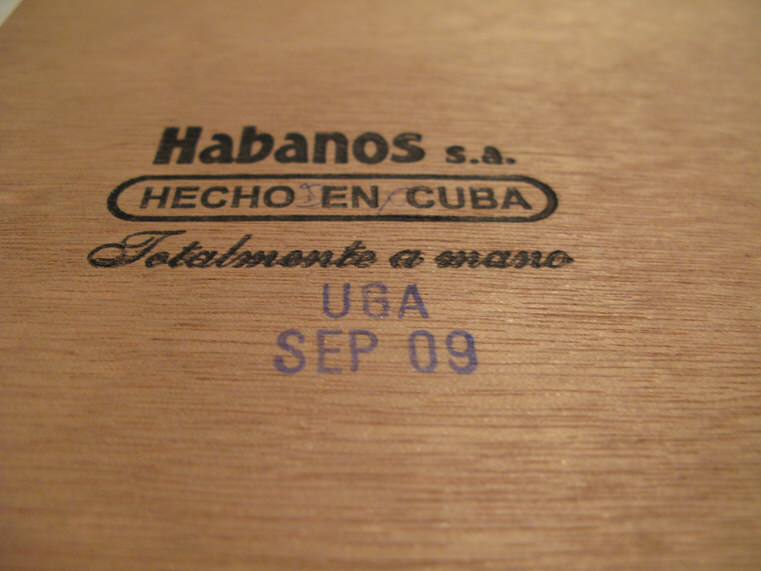 Habanos s.a.
HECHO EN CUBA
Totalmente a mano
UGA
SEP 09